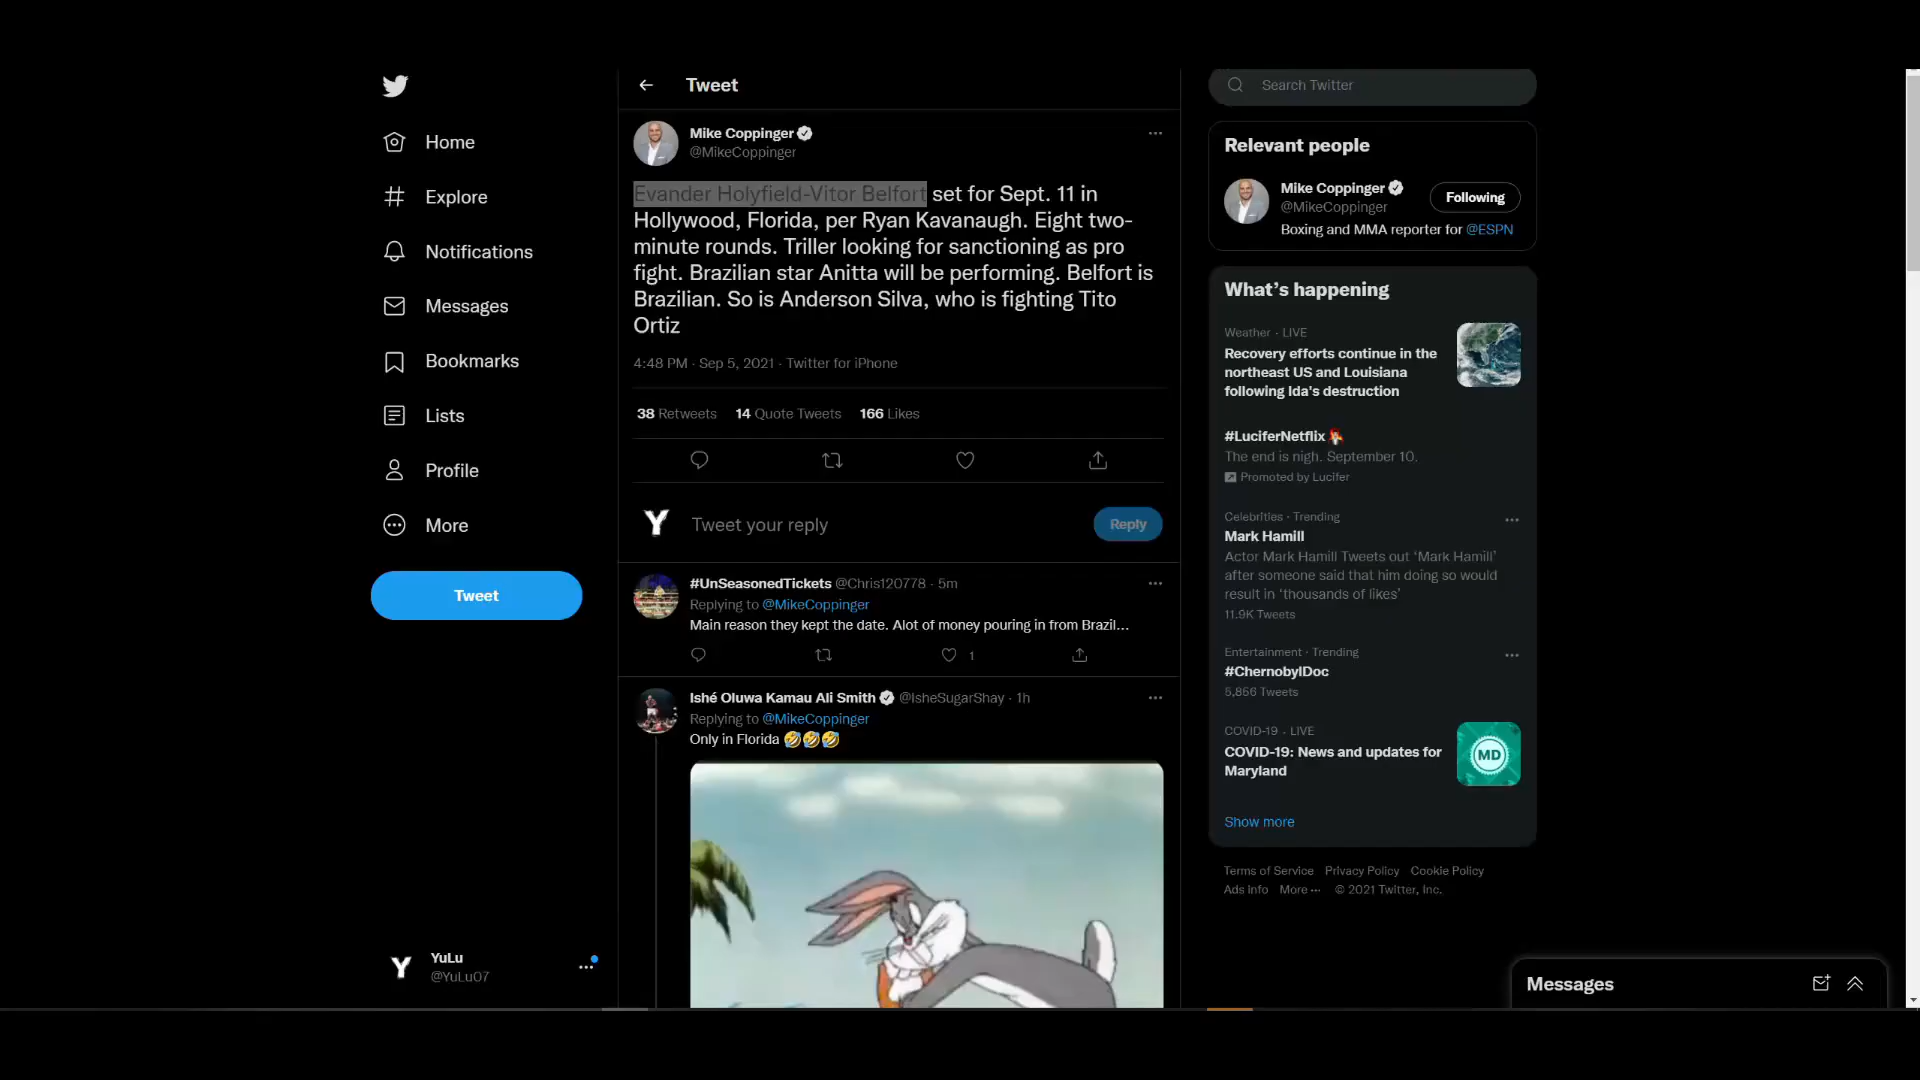 Home
Explore
Notifications
Messages
Bookmarks
Lists
Profile
More
Tweet
YuLu
@YuLu07
Tweet
Mike Coppinger
@MikeCoppinger
Evander Holyfield-Vitor Belfort set for Sept. 11 in
Hollywood, Florida, per Ryan Kavanaugh. Eight two-
minute rounds. Triller looking for sanctioning as pro
fight. Brazilian star Anitta will be performing. Belfort is
Brazilian. So is Anderson Silva, who is fighting Tito
Ortiz
4:48 PM · Sep 5, 2021 · Twitter for iPhone
38 Retweets 14 Quote Tweets 166 Likes
Y Tweet your reply Reply
#UnSeasonedTickets @Chris120778 · 5m
Replying to @MikeCoppinger
Main reason they kept the date. Alot of money pouring in from Brazil...
1
Ishé Oluwa Kamau Ali Smith @IsheSugarShay · 1h
Replying to @MikeCoppinger
Only in Florida 🤣🤣🤣
Search Twitter
Relevant people
Mike Coppinger
@MikeCoppinger
Following
Boxing and MMA reporter for @ESPN
What's happening
Weather · LIVE
Recovery efforts continue in the
northeast US and Louisiana
following Ida's destruction
#LuciferNetflix
The end is nigh. September 10.
Promoted by Lucifer
Celebrities · Trending
Mark Hamill
Actor Mark Hamill Tweets out ‘Mark Hamill’
after someone said that him doing so would
result in ‘thousands of likes’
11.9K Tweets
Entertainment · Trending
#ChernobylDoc
5,856 Tweets
COVID-19 · LIVE
COVID-19: News and updates for
Maryland
MD
Show more
Terms of Service Privacy Policy Cookie Policy
Ads Info More ··· © 2021 Twitter, Inc.
Messages
Y